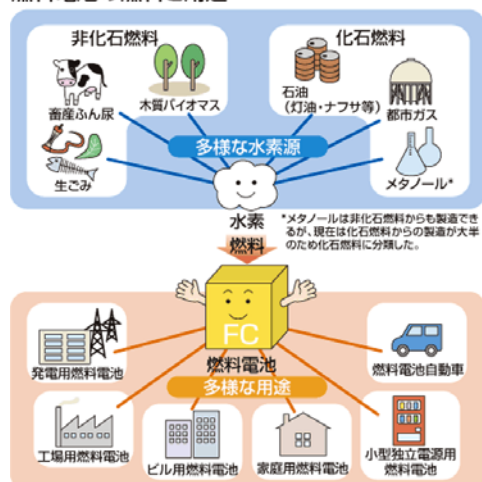 非化石燃料
化石燃料
畜産ふん尿
木質バイオマス
石油
(灯油・ナフサ等)
都市ガス
多様な水素源
生ごみ
メタノール*
水素
*メタノールは非化石燃料からも製造でき
るが、現在は化石燃料からの製造が大半
のため化石燃料に分類した。
燃料
FC
燃料電池
発電用燃料電池
燃料電池自動車
多様な用途
工場用燃料電池
ビル用燃料電池
家庭用燃料電池
小型独立電源用
燃料電池